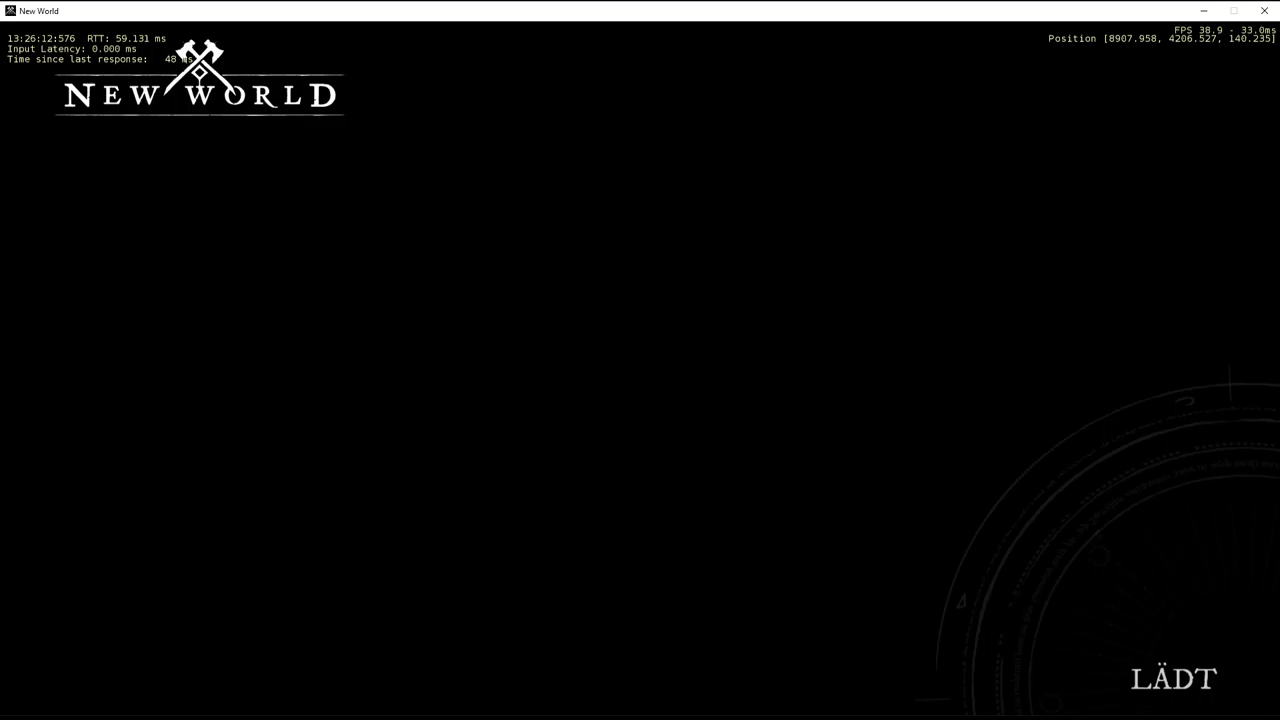 New World
13:26:12:576 RTT: 59.131 ms
Input Latency: 0.000 ms
Time since last response: 48 ms
FPS 38.9 - 33.0ms
Position [8907.958, 4206.527, 140.235]
NEW WORLD
LÄDT